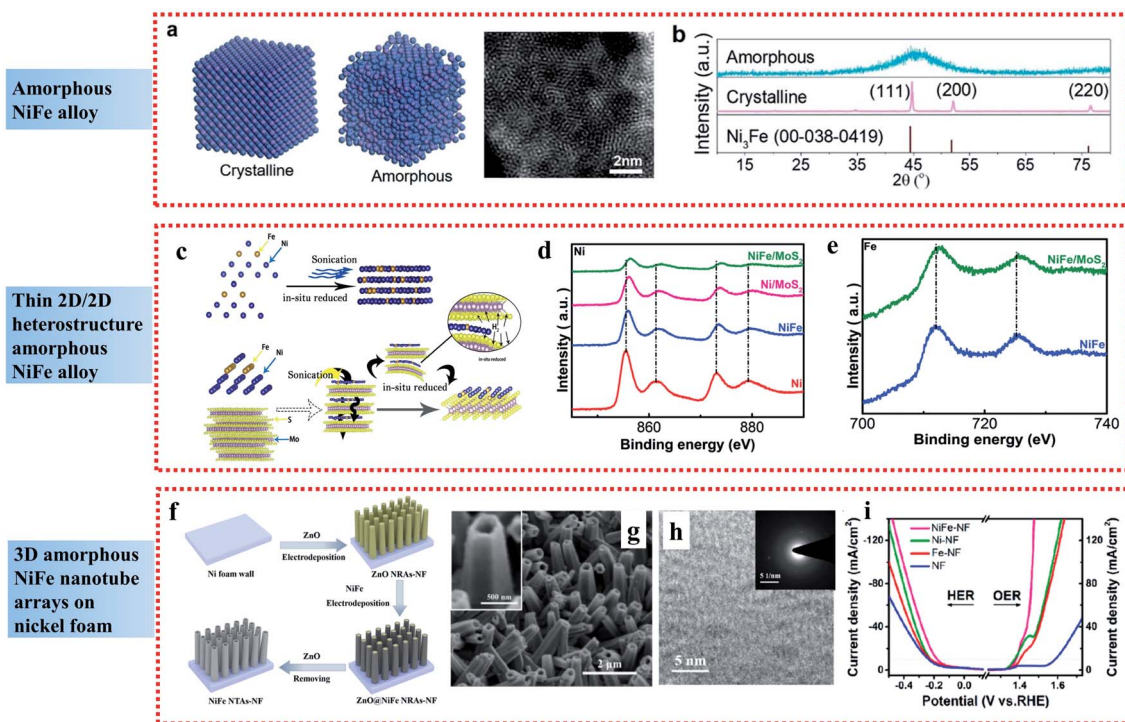 Amorphous
NiFe alloy
a
Crystalline
Amorphous
2nm
b
Intensity (a.u.)
Amorphous
Crystalline
(111)
(200)
(220)
Ni₃Fe (00-038-0419)
15 25 35 45 55 65 75
2θ (°)
Thin 2D/2D
heterostructure
amorphous
NiFe alloy
c
Fe
Ni
Sonication
in-situ reduced
Fe
Ni
Sonication
in-situ reduced
H₂
in-situ reduced
S
Mo
d
Ni
Intensity ( a.u.)
NiFe/MoS₂
Ni/MoS₂
NiFe
Ni
860 880
Binding energy (eV)
e
Fe
Intensity ( a.u.)
NiFe/MoS₂
NiFe
700 720 740
Binding energy (eV)
3D amorphous
NiFe nanotube
arrays on
nickel foam
f
Ni foam wall
ZnO
Electrodeposition
ZnO NRAs-NF
NiFe
Electrodeposition
NiFe NTAs-NF
ZnO
Removing
ZnO@NiFe NRAs-NF
g
500 nm
2 µm
h
5 1/nm
5 nm
i
NiFe-NF
Ni-NF
Fe-NF
NF
HER
OER
Current density (mA/cm²)
-120
-80
-40
0
Current density (mA/cm²)
120
80
40
0
-0.4 -0.2 0.0 1.4 1.6
Potential (V vs.RHE)